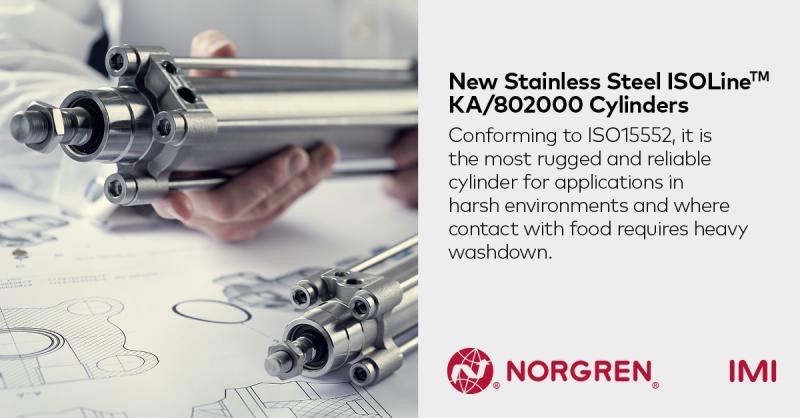 New Stainless Steel ISOLine™
KA/802000 Cylinders
Conforming to ISO15552, it is
the most rugged and reliable
cylinder for applications in
harsh environments and where
contact with food requires heavy
washdown.
NORGREN®
IMI